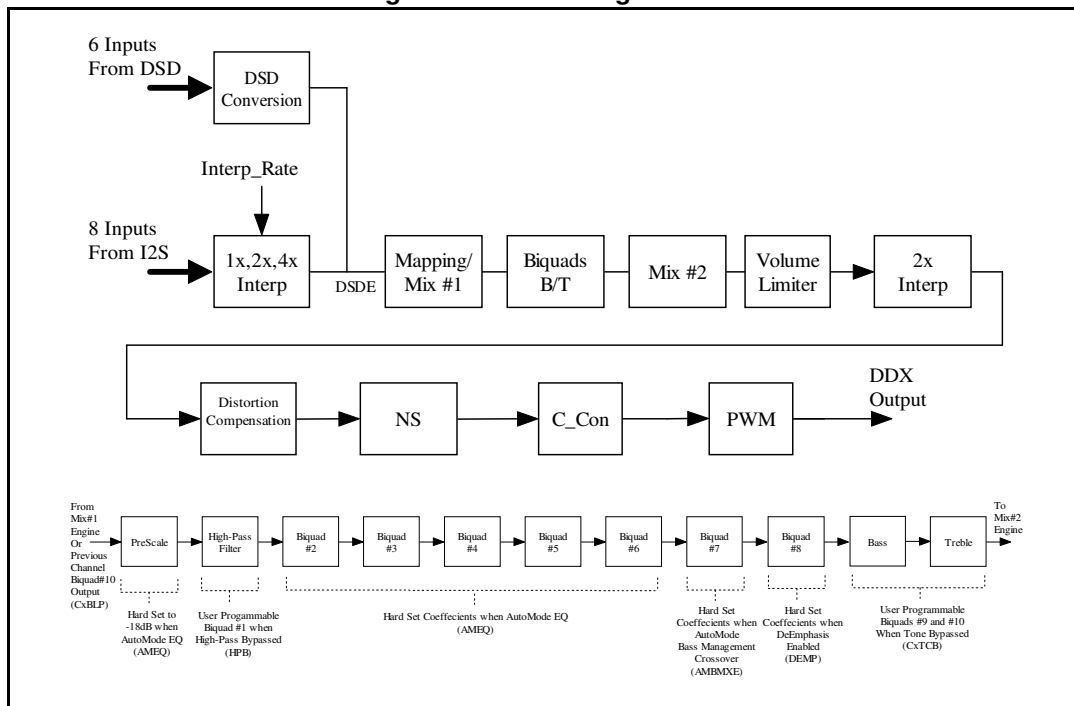 6 Inputs
From DSD
DSD
Conversion
Interp_Rate
8 Inputs
From I2S
1x,2x,4x
Interp
DSDE
Mapping/
Mix #1
Biquads
B/T
Mix #2
Volume
Limiter
2x
Interp
Distortion
Compensation
NS
C_Con
PWM
DDX
Output
From
Mix#1
Engine
Or
Previous
Channel
Biquad#10
Output
(CxBLP)
PreScale
High-Pass
Filter
Biquad
#2
Biquad
#3
Biquad
#4
Biquad
#5
Biquad
#6
Biquad
#7
Biquad
#8
Bass
Treble
To
Mix#2
Engine
Hard Set to
-18dB when
AutoMode EQ
(AMEQ)
User Progammable
Biquad #1 when
High-Pass Bypassed
(HPB)
Hard Set Coeffecients when AutoMode EQ
(AMEQ)
Hard Set
Coeffecients when
AutoMode
Bass Management
Crossover
(AMBMXE)
Hard Set
Coeffecients when
DeEmphasis
Enabled
(DEMP)
User Programmable
Biquads #9 and #10
When Tone Bypassed
(CxTCB)